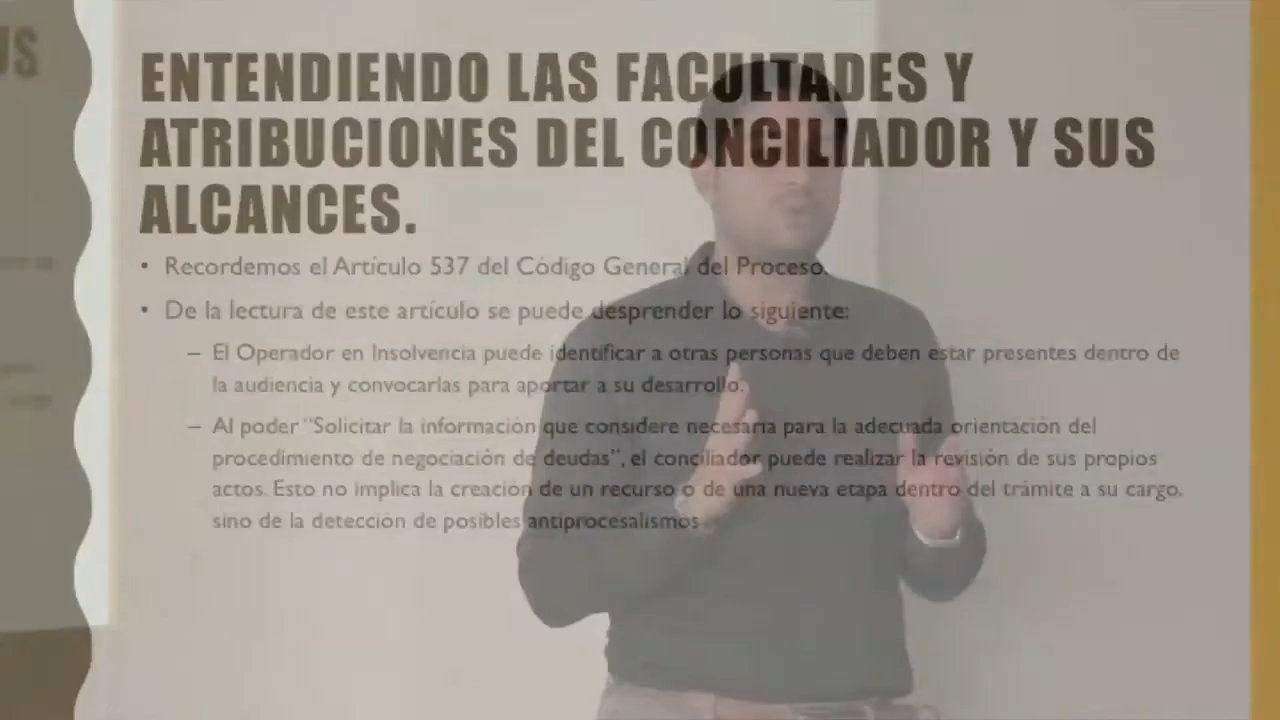 US
ENTENDIENDO LAS FACULTADES Y
ATRIBUCIONES DEL CONCILIADOR Y SUS
ALCANCES.
• Recordemos el Artículo 537 del Código General del Proceso.
• De la lectura de este artículo se puede desprender lo siguiente:
– El Operador en Insolvencia puede identificar a otras personas que deben estar presentes dentro de
la audiencia y convocarlas para aportar a su desarrollo.
– Al poder “Solicitar la información que considere necesaria para la adecuada orientación del
procedimiento de negociación de deudas”, el conciliador puede realizar la revisión de sus propios
actos. Esto no implica la creación de un recurso o de una nueva etapa dentro del trámite a su cargo,
sino de la detección de posibles antiprocesalismos